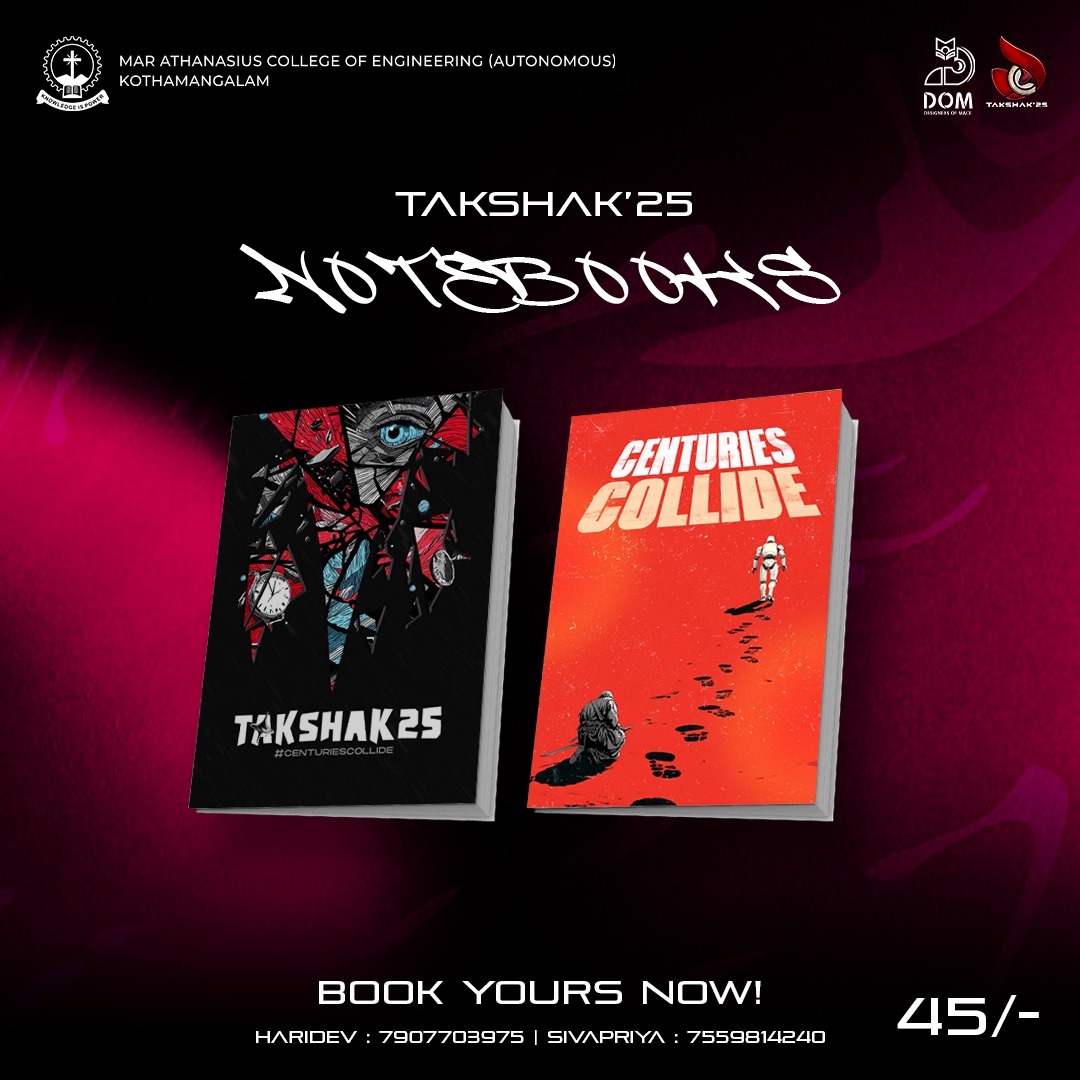 MAR ATHANASIUS COLLEGE OF ENGINEERING (AUTONOMOUS)
KOTHAMANGALAM
KNOWLEDGE IS POWER
DOM
DESIGNERS OF MACE
TAKSHAK'25
TAKSHAK'25
NOTEBOOKS
TAKSHAK25
#CENTURIESCOLLIDE
CENTURIES
COLLIDE
BOOK YOURS NOW!
HARIDEV : 7907703975 | SIVAPRIYA : 7559814240
45/-